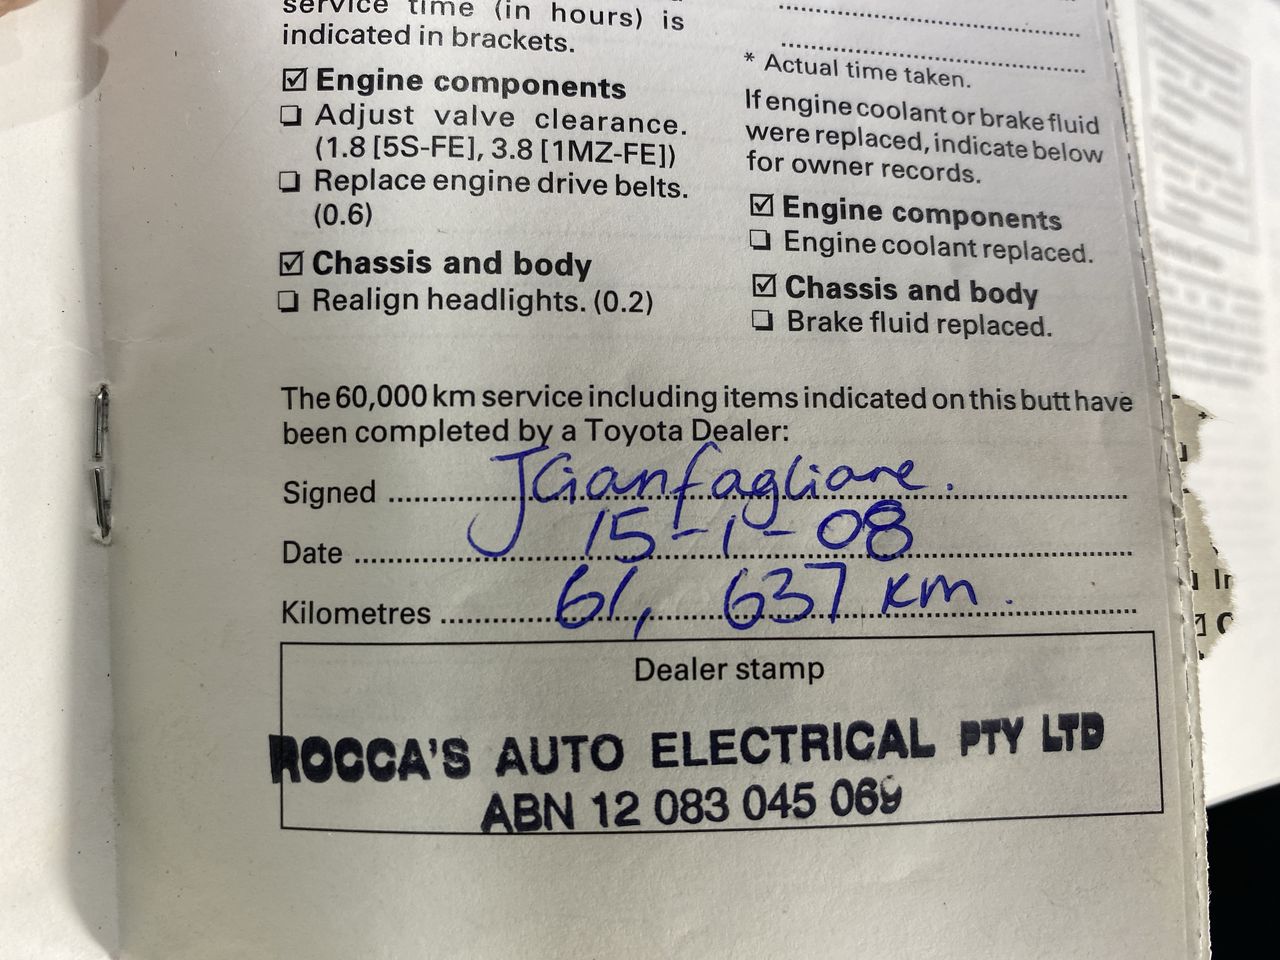 service time (in hours) is
indicated in brackets.
☑ Engine components
❏ Adjust valve clearance.
(1.8 [5S-FE], 3.8 [1MZ-FE])
❏ Replace engine drive belts.
(0.6)
☑ Chassis and body
❏ Realign headlights. (0.2)
* Actual time taken.
If engine coolant or brake fluid
were replaced, indicate below
for owner records.
☑ Engine components
❏ Engine coolant replaced.
☑ Chassis and body
❏ Brake fluid replaced.
The 60,000 km service including items indicated on this butt have
been completed by a Toyota Dealer:
Signed JGianfagliane.
Date 15-1-08
Kilometres 61, 637 km.
Dealer stamp
ROCCA'S AUTO ELECTRICAL PTY LTD
ABN 12 083 045 069